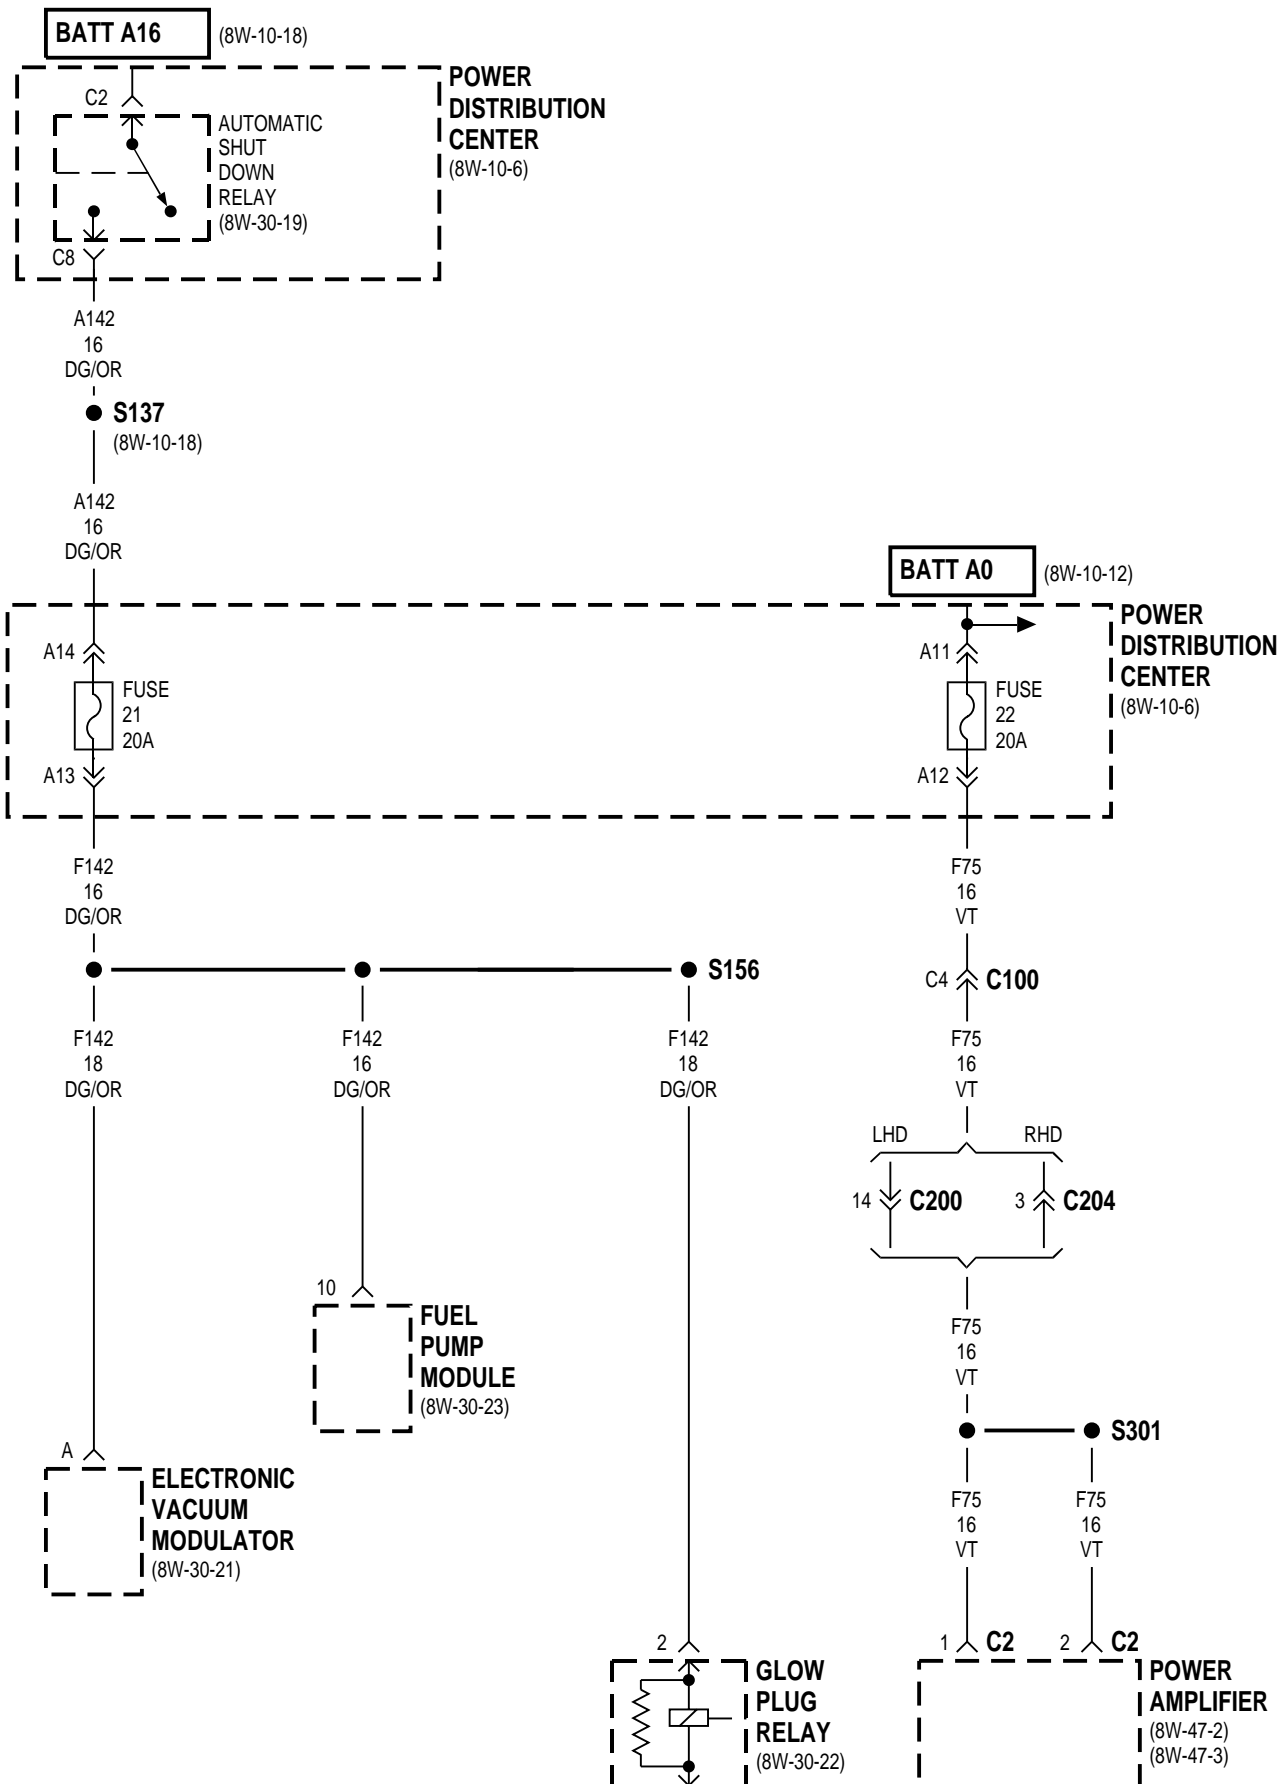 BATT A16
(8W-10-18)
POWER
DISTRIBUTION
CENTER
(8W-10-6)
C2
AUTOMATIC
SHUT
DOWN
RELAY
(8W-30-19)
C8
A142
16
DG/OR
S137
(8W-10-18)
A142
16
DG/OR
BATT A0
(8W-10-12)
POWER
DISTRIBUTION
CENTER
(8W-10-6)
A14
FUSE
21
20A
A13
A11
FUSE
22
20A
A12
F142
16
DG/OR
F75
16
VT
S156
C4
C100
F142
18
DG/OR
F142
16
DG/OR
F142
18
DG/OR
F75
16
VT
LHD
RHD
14
C200
3
C204
10
FUEL
PUMP
MODULE
(8W-30-23)
F75
16
VT
S301
A
ELECTRONIC
VACUUM
MODULATOR
(8W-30-21)
F75
16
VT
F75
16
VT
2
GLOW
PLUG
RELAY
(8W-30-22)
1
C2
2
C2
POWER
AMPLIFIER
(8W-47-2)
(8W-47-3)